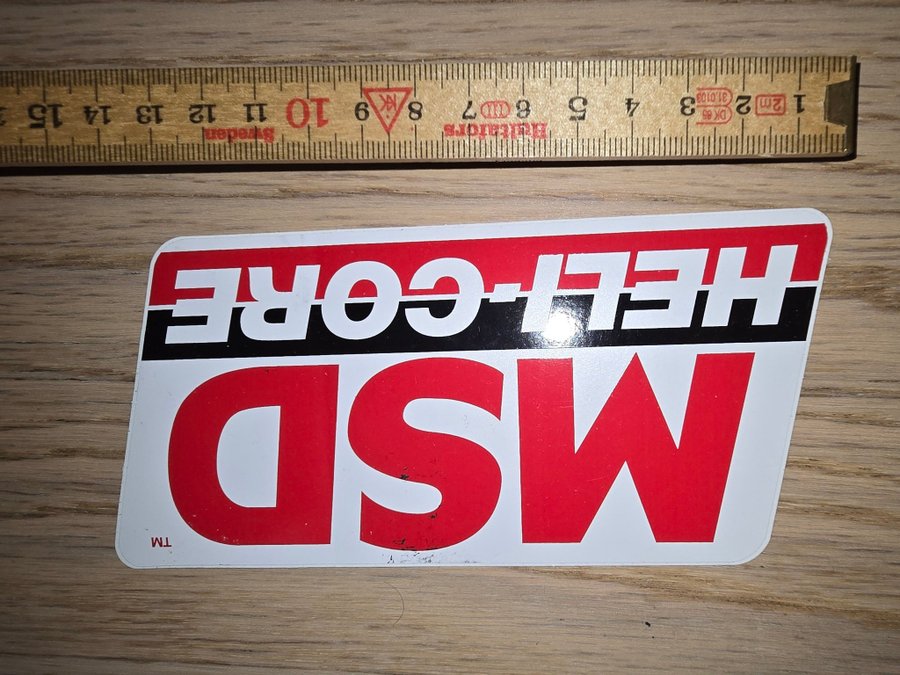 MSD
TM
HELI-CORE
1 2 3 4 5 6 7 8 9 10 11 12 13 14 15
2m
Hultafors Sweden